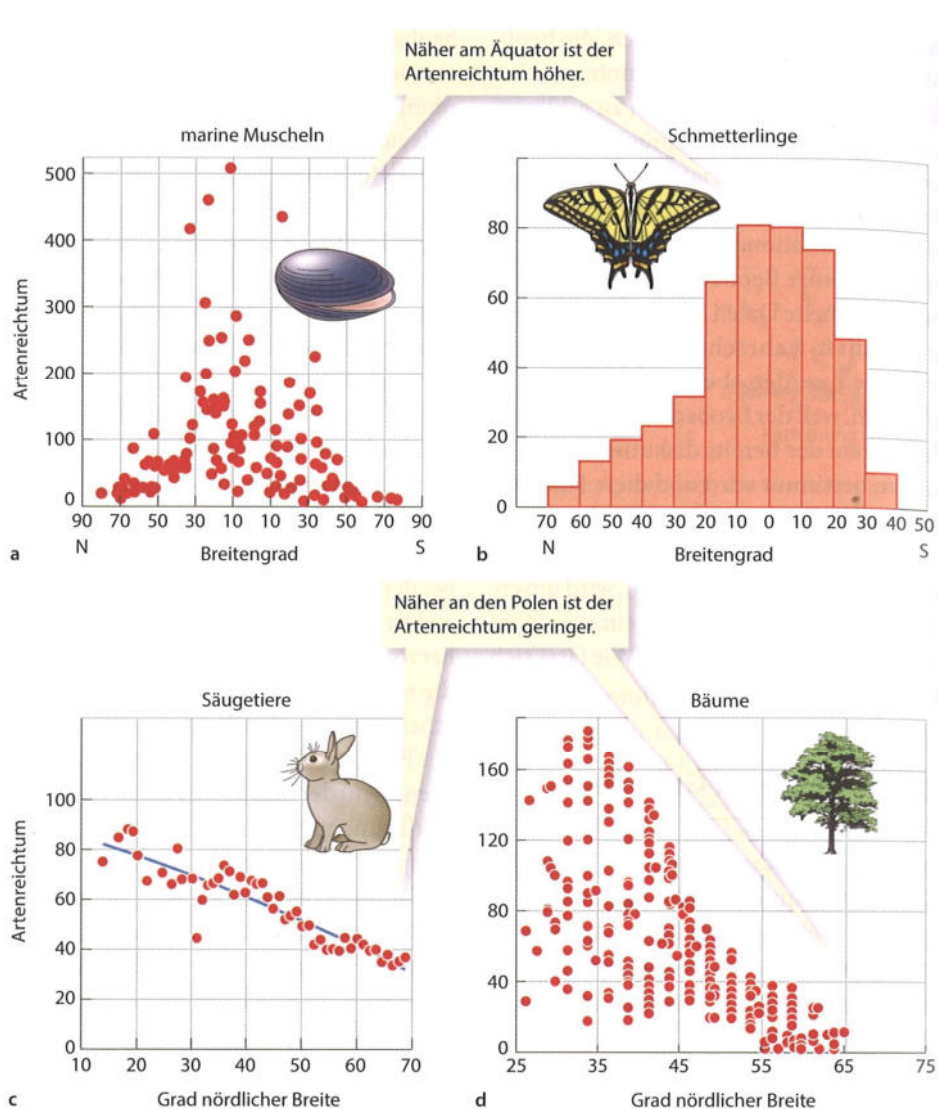 Näher am Äquator ist der
Artenreichtum höher.
marine Muscheln
Artenreichtum
500
400
300
200
100
0
90 70 50 30 10 10 30 50 70 90
N S
Breitengrad
a
Schmetterlinge
80
60
40
20
0
70 60 50 40 30 20 10 0 10 20 30 40 50
N S
Breitengrad
b
Näher an den Polen ist der
Artenreichtum geringer.
Säugetiere
Artenreichtum
100
80
60
40
20
0
10 20 30 40 50 60 70
c Grad nördlicher Breite
Bäume
160
120
80
40
0
25 35 45 55 65 75
d Grad nördlicher Breite